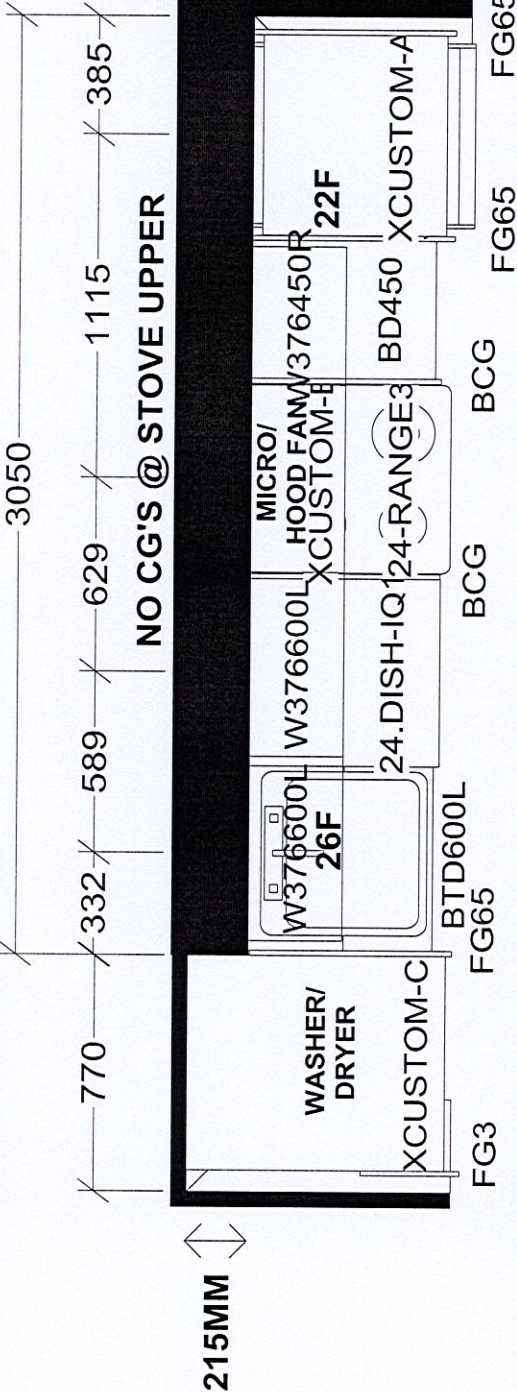 3050
770
332
589
629
1115
385
NO CG'S @ STOVE UPPER
215MM
WASHER/
DRYER
XCUSTOM-C
FG3
W376600L
26F
BTD600L
FG65
W376600L
24.DISH-IQ1
BCG
MICRO/
HOOD FAN
XCUSTOM-B
24-RANGE3
BCG
W376450R
BD450
22F
XCUSTOM-A
FG65
FG65